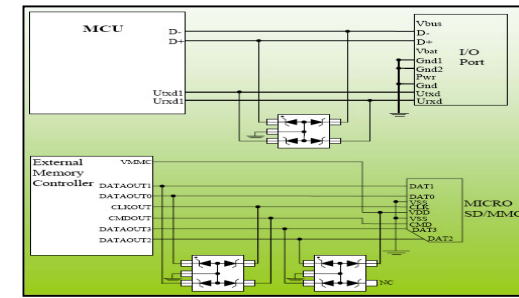 MCU
D-
D+
Utxd1
Urxd1
Vbus
D-
D+
Vbat
Gnd1
Gnd2
Pwr
Gnd
Utxd
Urxd
I/O
Port
External
Memory
Controller
VMMC
DATAOUT1
DATAOUT0
CLKOUT
CMDOUT
DATAOUT3
DATAOUT2
DAT1
DAT0
VSS
CLK
VDD
VSS
CMD
DAT3
DAT2
MICRO
SD/MMC
NC